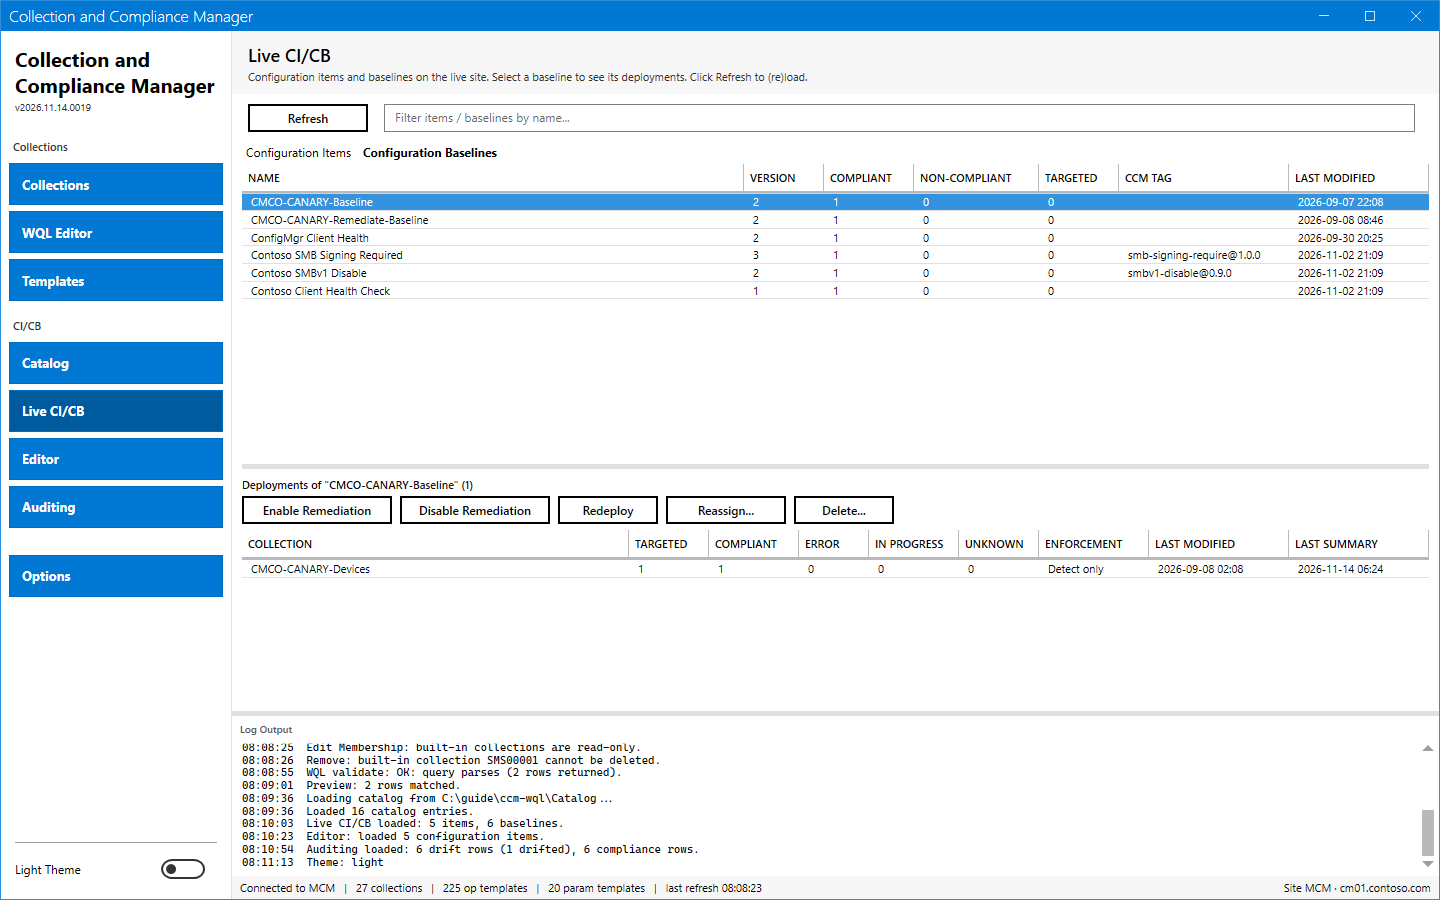 Collection and Compliance Manager
Collection and
Compliance Manager
v2026.11.14.0019
Collections
Collections
WQL Editor
Templates
CI/CB
Catalog
Live CI/CB
Editor
Auditing
Options
Light Theme
Live CI/CB
Configuration items and baselines on the live site. Select a baseline to see its deployments. Click Refresh to (re)load.
Refresh Filter items / baselines by name...
Configuration Items Configuration Baselines
NAME VERSION COMPLIANT NON-COMPLIANT TARGETED CCM TAG LAST MODIFIED
CMCO-CANARY-Baseline 2 1 0 0 2026-09-07 22:08
CMCO-CANARY-Remediate-Baseline 2 1 0 0 2026-09-08 08:46
ConfigMgr Client Health 2 1 0 0 2026-09-30 20:25
Contoso SMB Signing Required 3 1 0 0 smb-signing-require@1.0.0 2026-11-02 21:09
Contoso SMBv1 Disable 2 1 0 0 smbv1-disable@0.9.0 2026-11-02 21:09
Contoso Client Health Check 1 1 0 0 2026-11-02 21:09
Deployments of "CMCO-CANARY-Baseline" (1)
Enable Remediation Disable Remediation Redeploy Reassign... Delete...
COLLECTION TARGETED COMPLIANT ERROR IN PROGRESS UNKNOWN ENFORCEMENT LAST MODIFIED LAST SUMMARY
CMCO-CANARY-Devices 1 1 0 0 0 Detect only 2026-09-08 02:08 2026-11-14 06:24
Log Output
08:08:25 Edit Membership: built-in collections are read-only.
08:08:26 Remove: built-in collection SMS00001 cannot be deleted.
08:08:55 WQL validate: OK: query parses (2 rows returned).
08:09:01 Preview: 2 rows matched.
08:09:36 Loading catalog from C:\guide\ccm-wql\Catalog...
08:09:36 Loaded 16 catalog entries.
08:10:03 Live CI/CB loaded: 5 items, 6 baselines.
08:10:23 Editor: loaded 5 configuration items.
08:10:54 Auditing loaded: 6 drift rows (1 drifted), 6 compliance rows.
08:11:13 Theme: light
Connected to MCM | 27 collections | 225 op templates | 20 param templates | last refresh 08:08:23
Site MCM · cm01.contoso.com